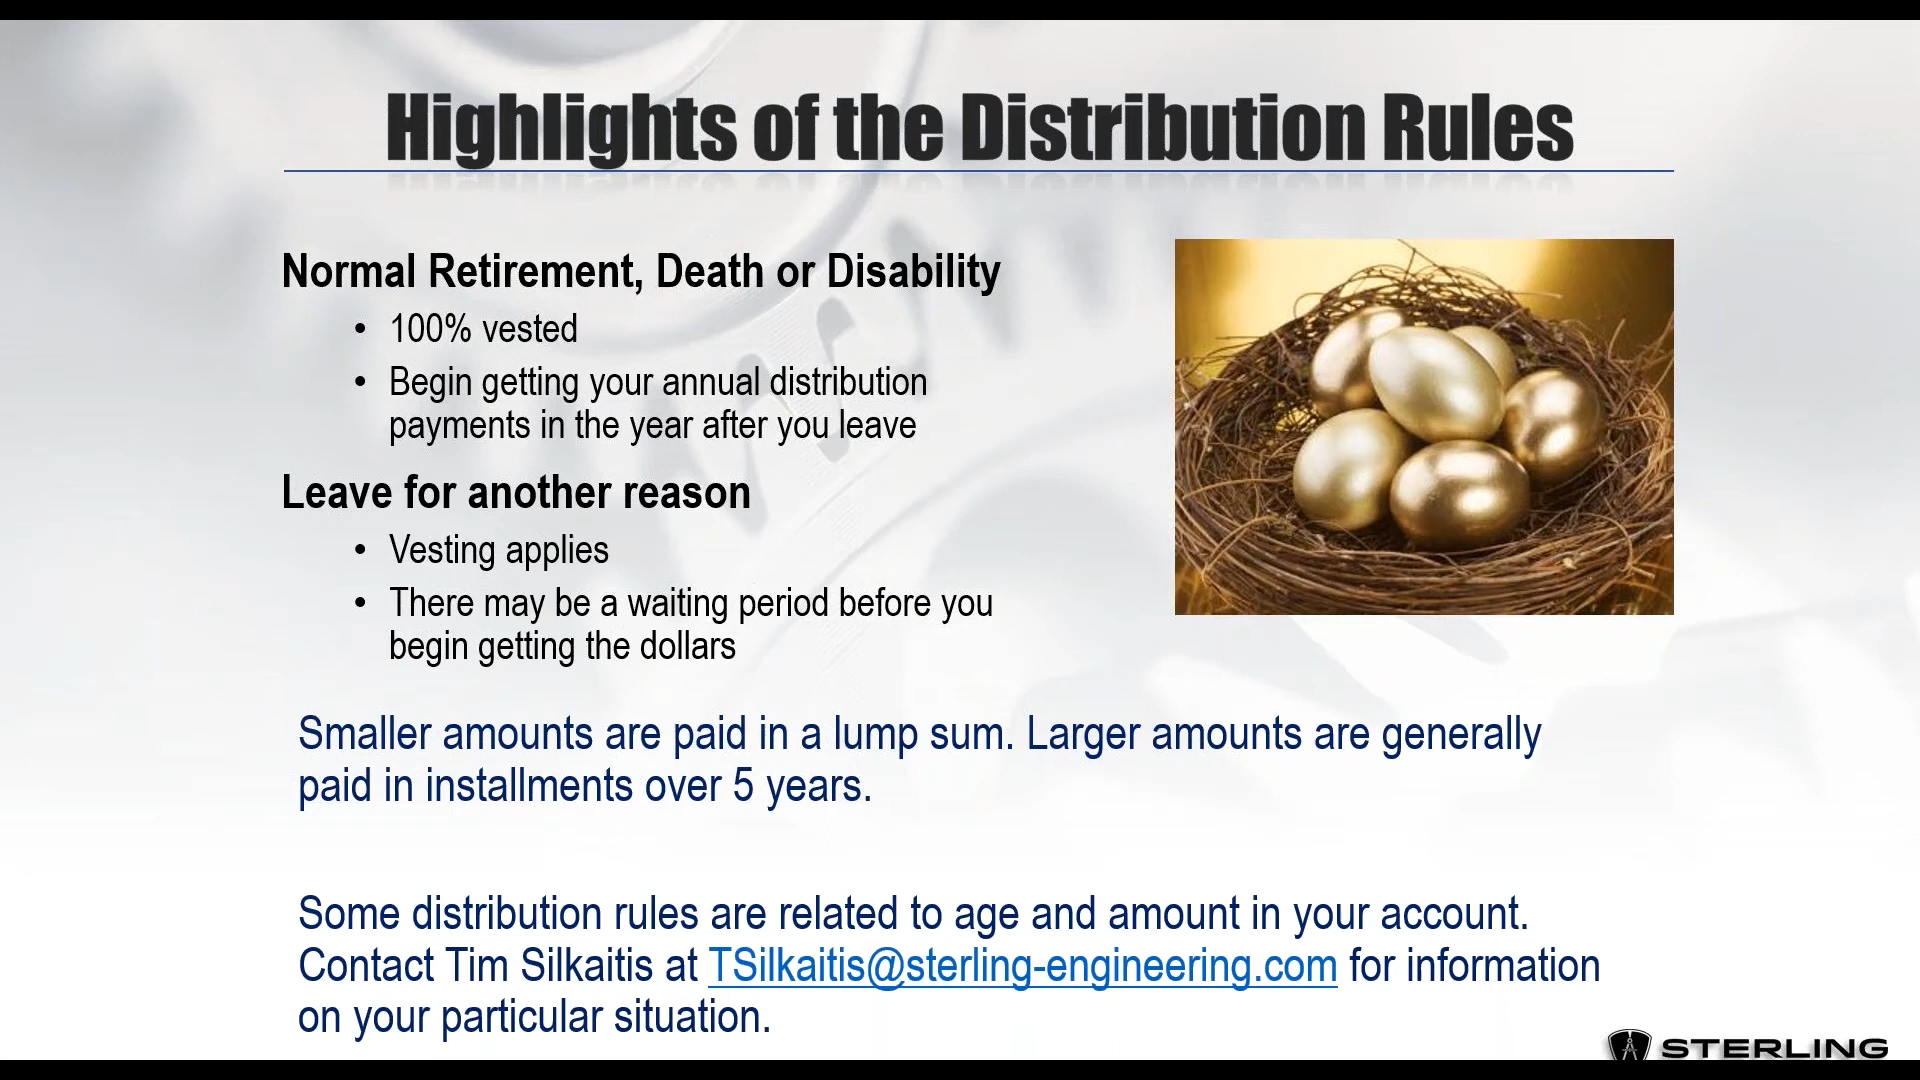 Highlights of the Distribution Rules
Normal Retirement, Death or Disability
• 100% vested
• Begin getting your annual distribution
payments in the year after you leave
Leave for another reason
• Vesting applies
• There may be a waiting period before you
begin getting the dollars
Smaller amounts are paid in a lump sum. Larger amounts are generally
paid in installments over 5 years.
Some distribution rules are related to age and amount in your account.
Contact Tim Silkaitis at TSilkaitis@sterling-engineering.com for information
on your particular situation.
STERLING